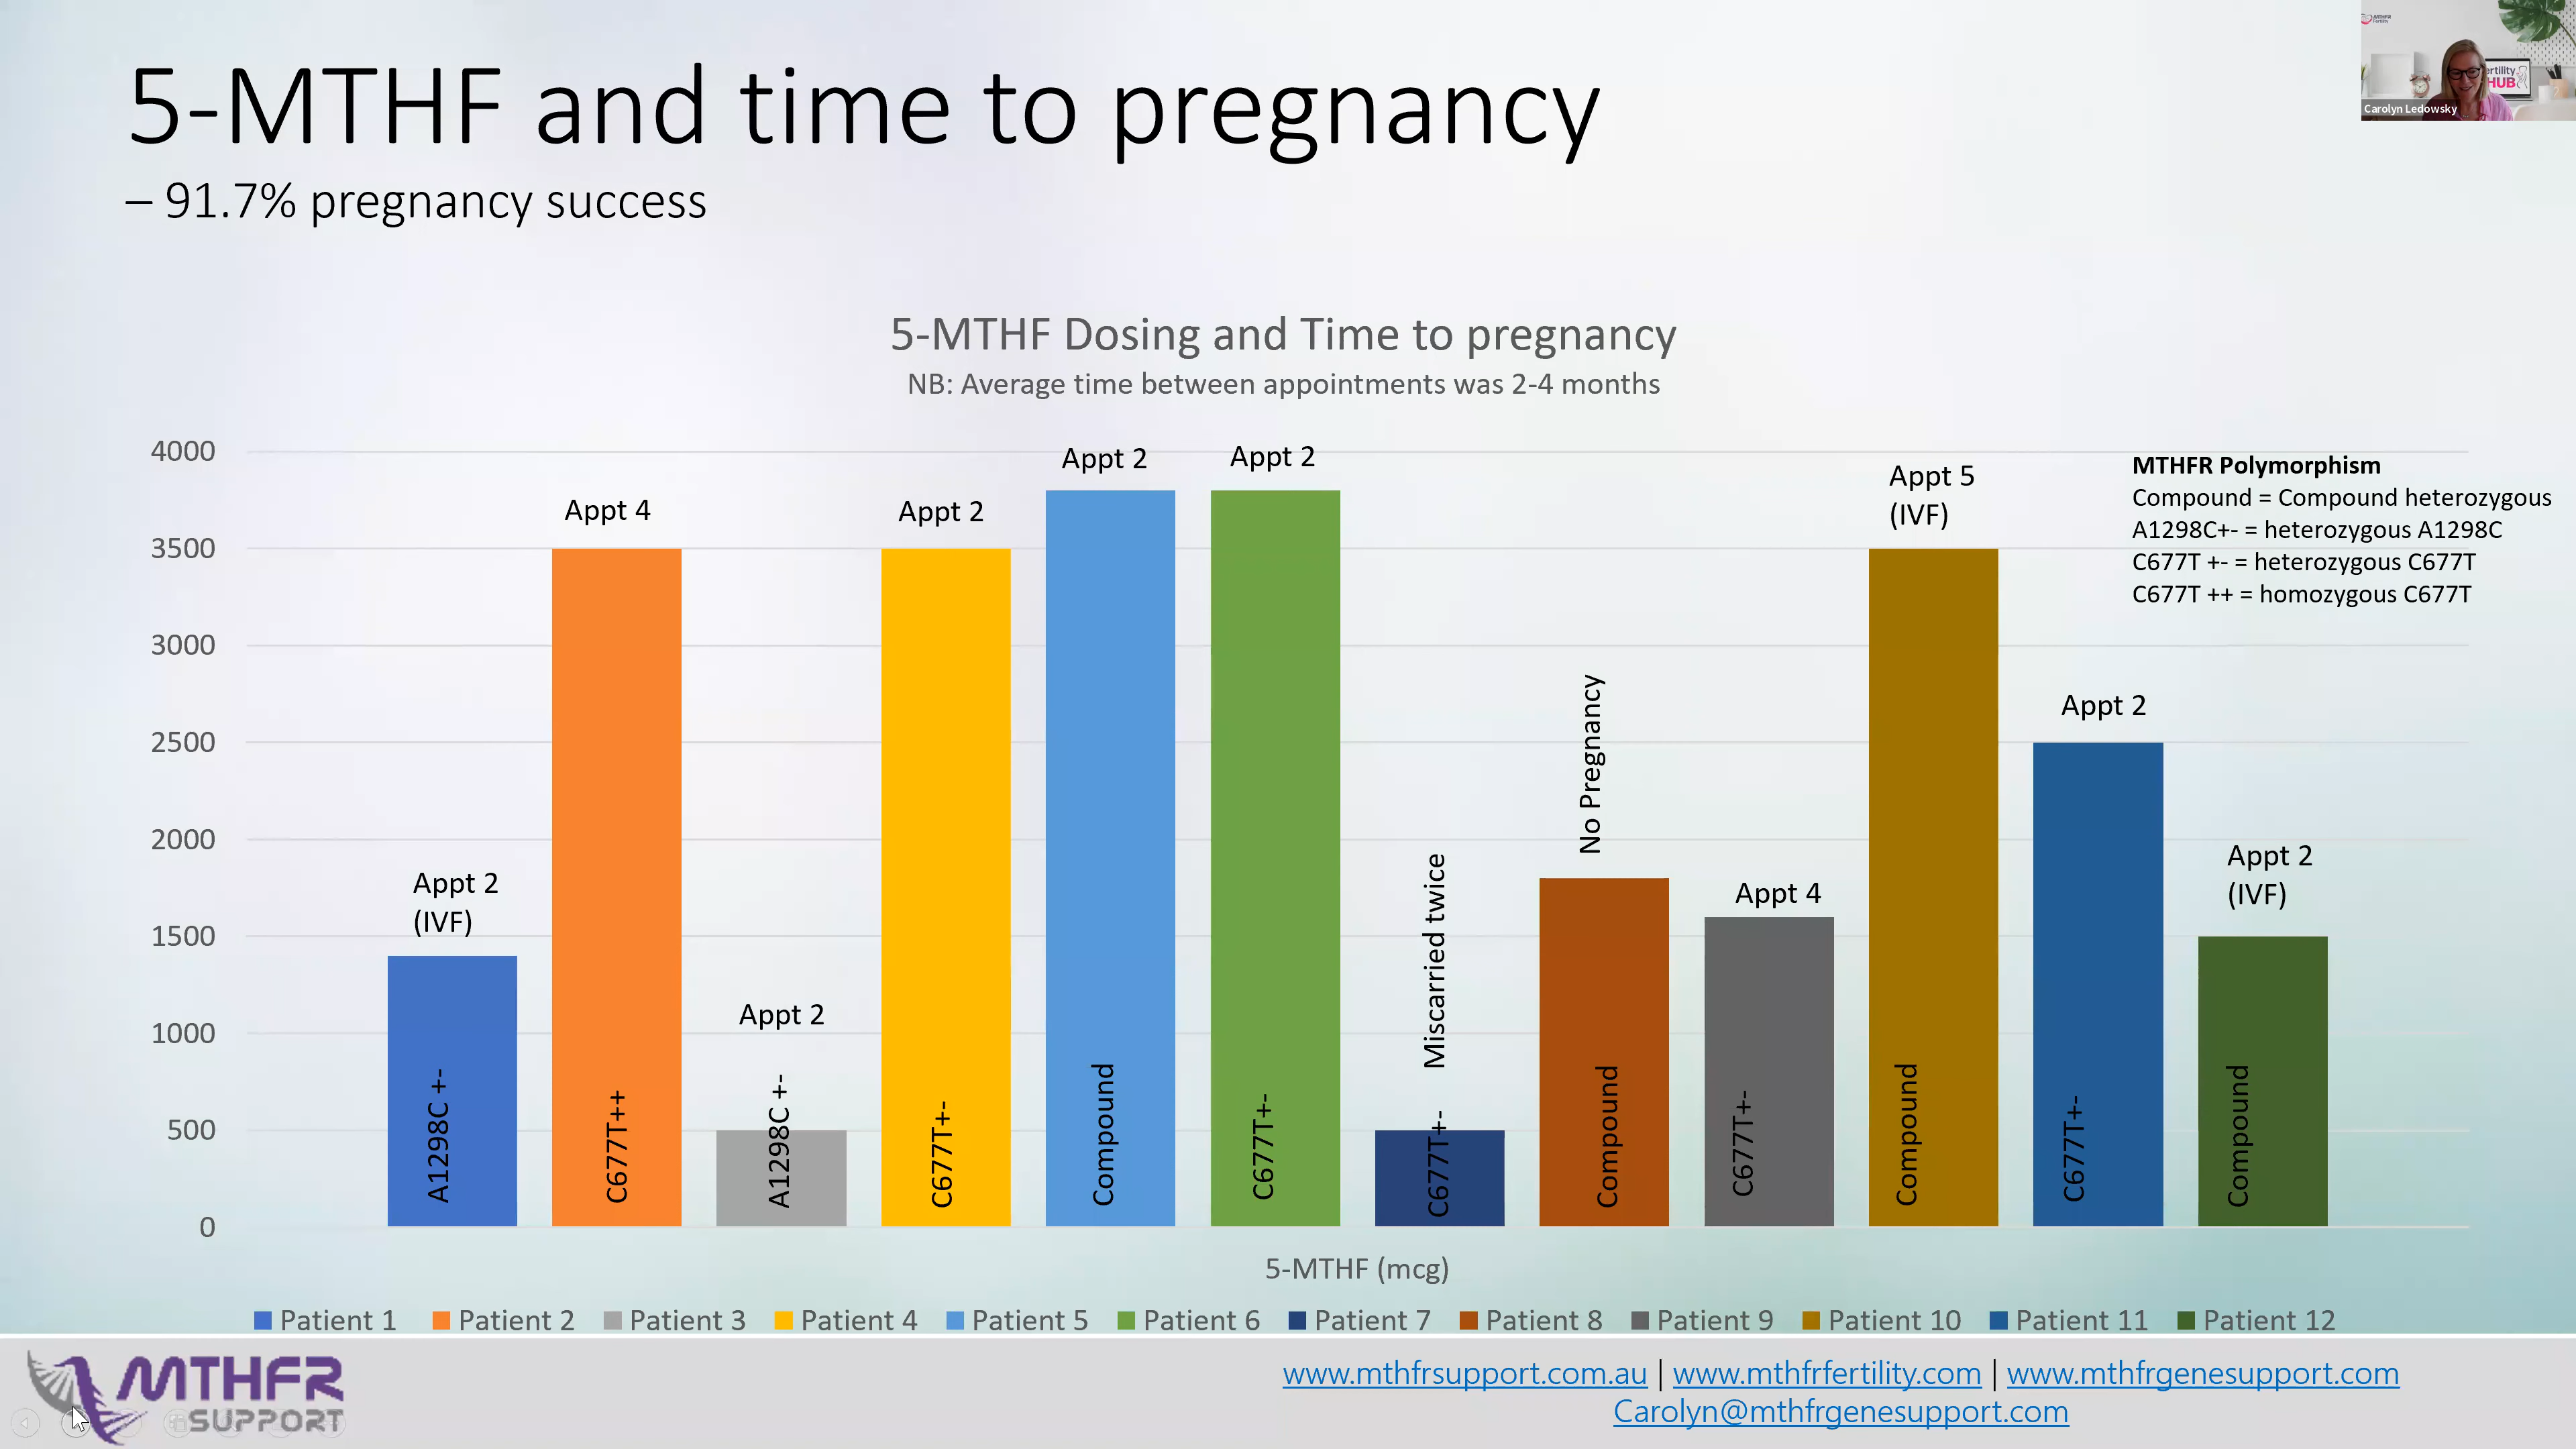 5-MTHF and time to pregnancy
– 91.7% pregnancy success
Carolyn Ledowsky
HUB
5-MTHF Dosing and Time to pregnancy
NB: Average time between appointments was 2-4 months
4000
3500
3000
2500
2000
1500
1000
500
0
Appt 2
(IVF)
A1298C +-
Appt 4
C677T++
Appt 2
A1298C +-
Appt 2
C677T+-
Appt 2
Compound
Appt 2
C677T+-
Miscarried twice
C677T+-
No Pregnancy
Compound
Appt 4
C677T+-
Appt 5
(IVF)
Compound
Appt 2
C677T+-
Appt 2
(IVF)
Compound
MTHFR Polymorphism
Compound = Compound heterozygous
A1298C+- = heterozygous A1298C
C677T +- = heterozygous C677T
C677T ++ = homozygous C677T
5-MTHF (mcg)
Patient 1 Patient 2 Patient 3 Patient 4 Patient 5 Patient 6 Patient 7 Patient 8 Patient 9 Patient 10 Patient 11 Patient 12
MTHFR
SUPPORT
www.mthfrsupport.com.au | www.mthfrfertility.com | www.mthfrgenesupport.com
Carolyn@mthfrgenesupport.com